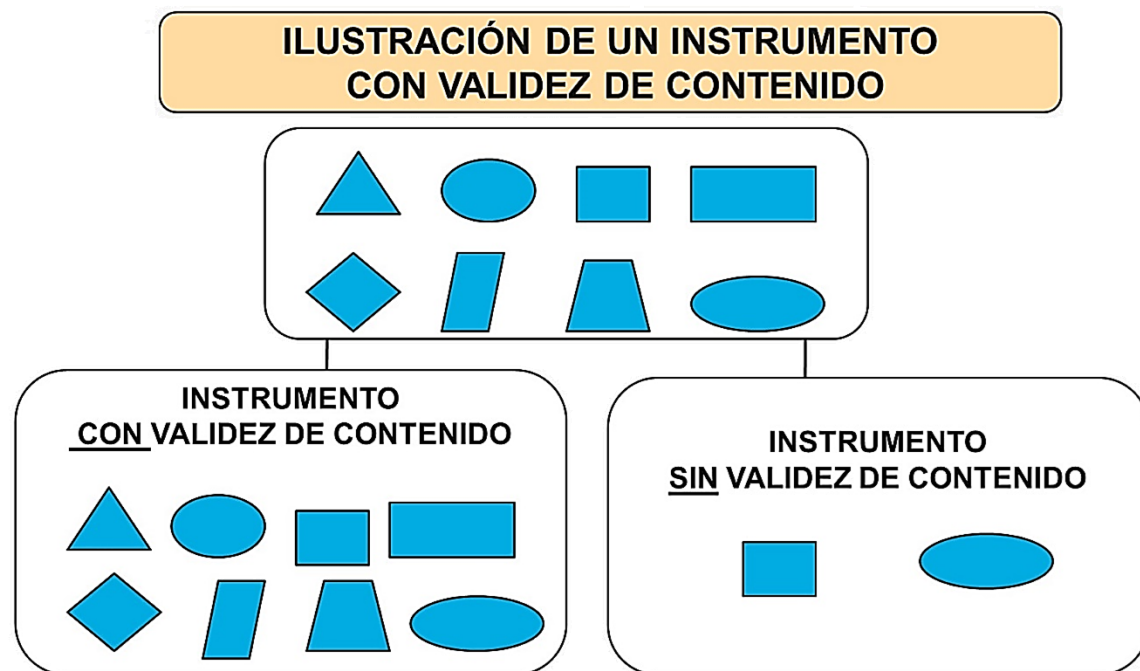 ILUSTRACIÓN DE UN INSTRUMENTO
CON VALIDEZ DE CONTENIDO
INSTRUMENTO
CON VALIDEZ DE CONTENIDO
INSTRUMENTO
SIN VALIDEZ DE CONTENIDO